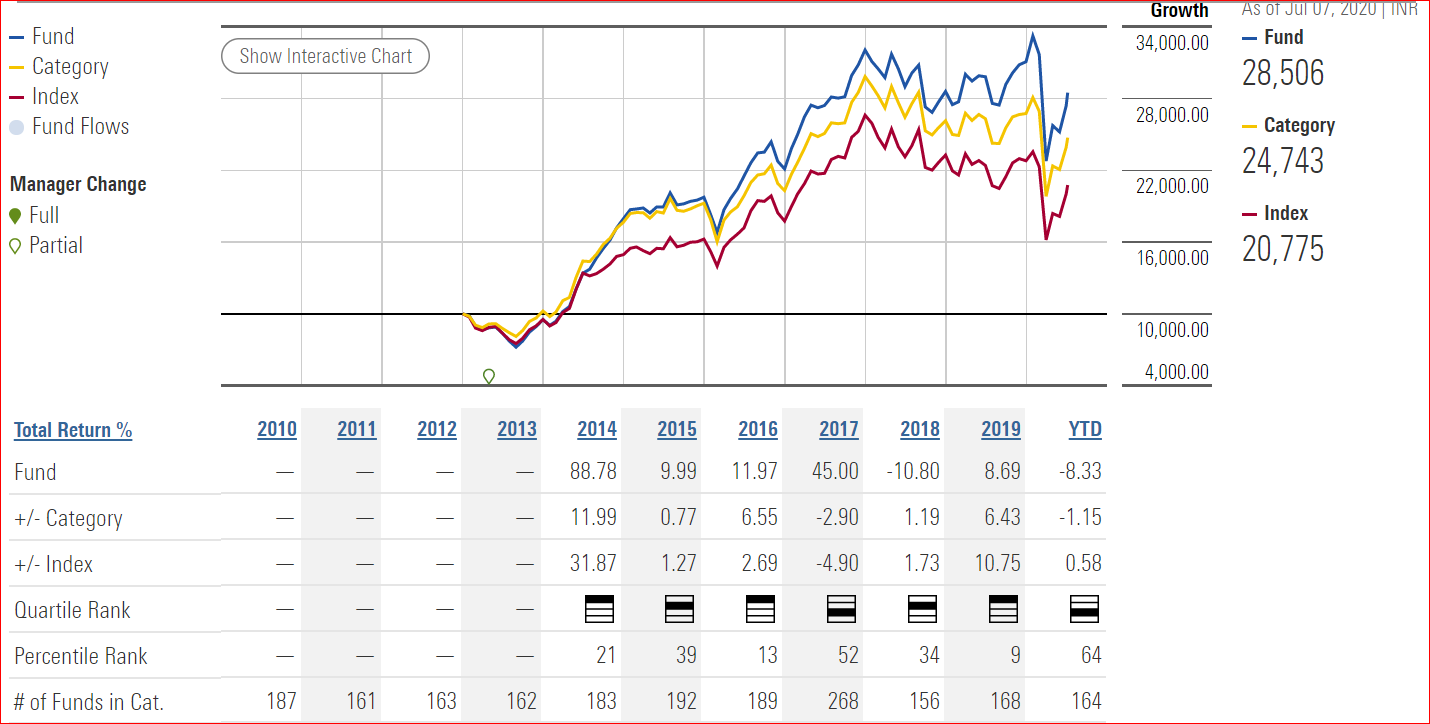 Growth
As of Jul 07, 2020 | INR
Fund
Category
Index
Fund Flows
Manager Change
Full
Partial
Show Interactive Chart
34,000.00
28,000.00
22,000.00
16,000.00
10,000.00
4,000.00
Fund
28,506
Category
24,743
Index
20,775
Total Return % 2010 2011 2012 2013 2014 2015 2016 2017 2018 2019 YTD
Fund — — — — 88.78 9.99 11.97 45.00 -10.80 8.69 -8.33
+/- Category — — — — 11.99 0.77 6.55 -2.90 1.19 6.43 -1.15
+/- Index — — — — 31.87 1.27 2.69 -4.90 1.73 10.75 0.58
Quartile Rank — — — —
Percentile Rank — — — — 21 39 13 52 34 9 64
# of Funds in Cat. 187 161 163 162 183 192 189 268 156 168 164